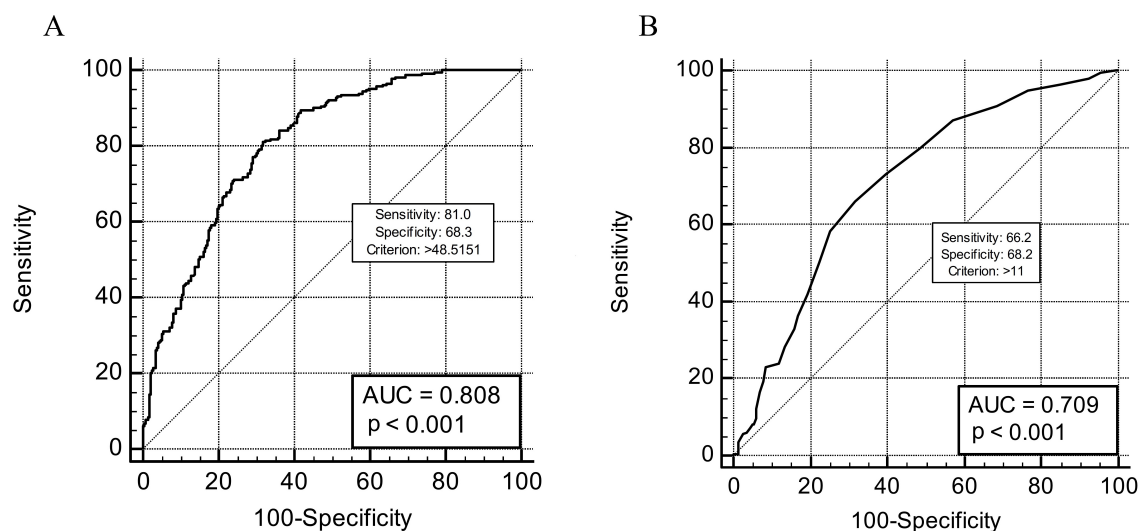 A
100
80
60
40
20
0
Sensitivity
Sensitivity: 81.0
Specificity: 68.3
Criterion: >48.5151
AUC = 0.808
p < 0.001
0 20 40 60 80 100
100-Specificity
B
100
80
60
40
20
0
Sensitivity
Sensitivity: 66.2
Specificity: 68.2
Criterion: >11
AUC = 0.709
p < 0.001
0 20 40 60 80 100
100-Specificity